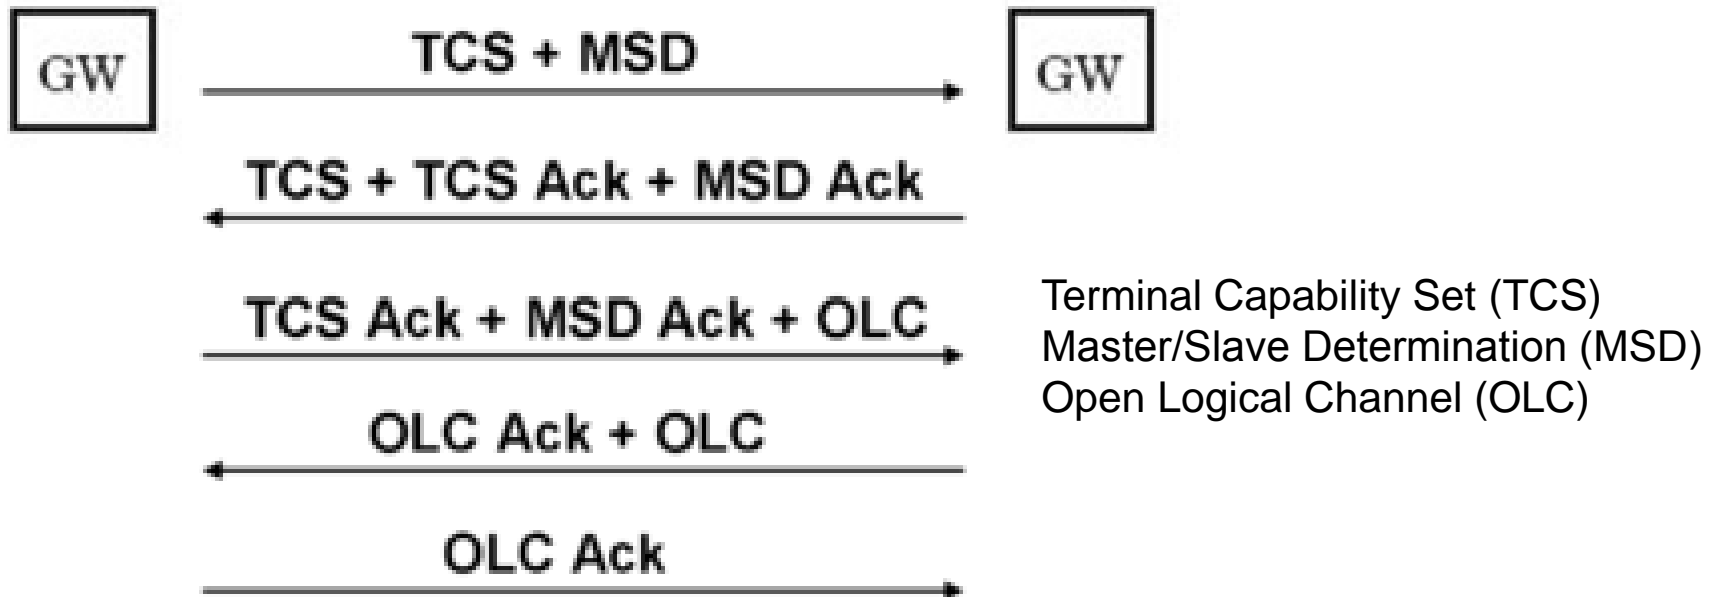 GW
TCS + MSD
GW
TCS + TCS Ack + MSD Ack
TCS Ack + MSD Ack + OLC
Terminal Capability Set (TCS)
Master/Slave Determination (MSD)
Open Logical Channel (OLC)
OLC Ack + OLC
OLC Ack